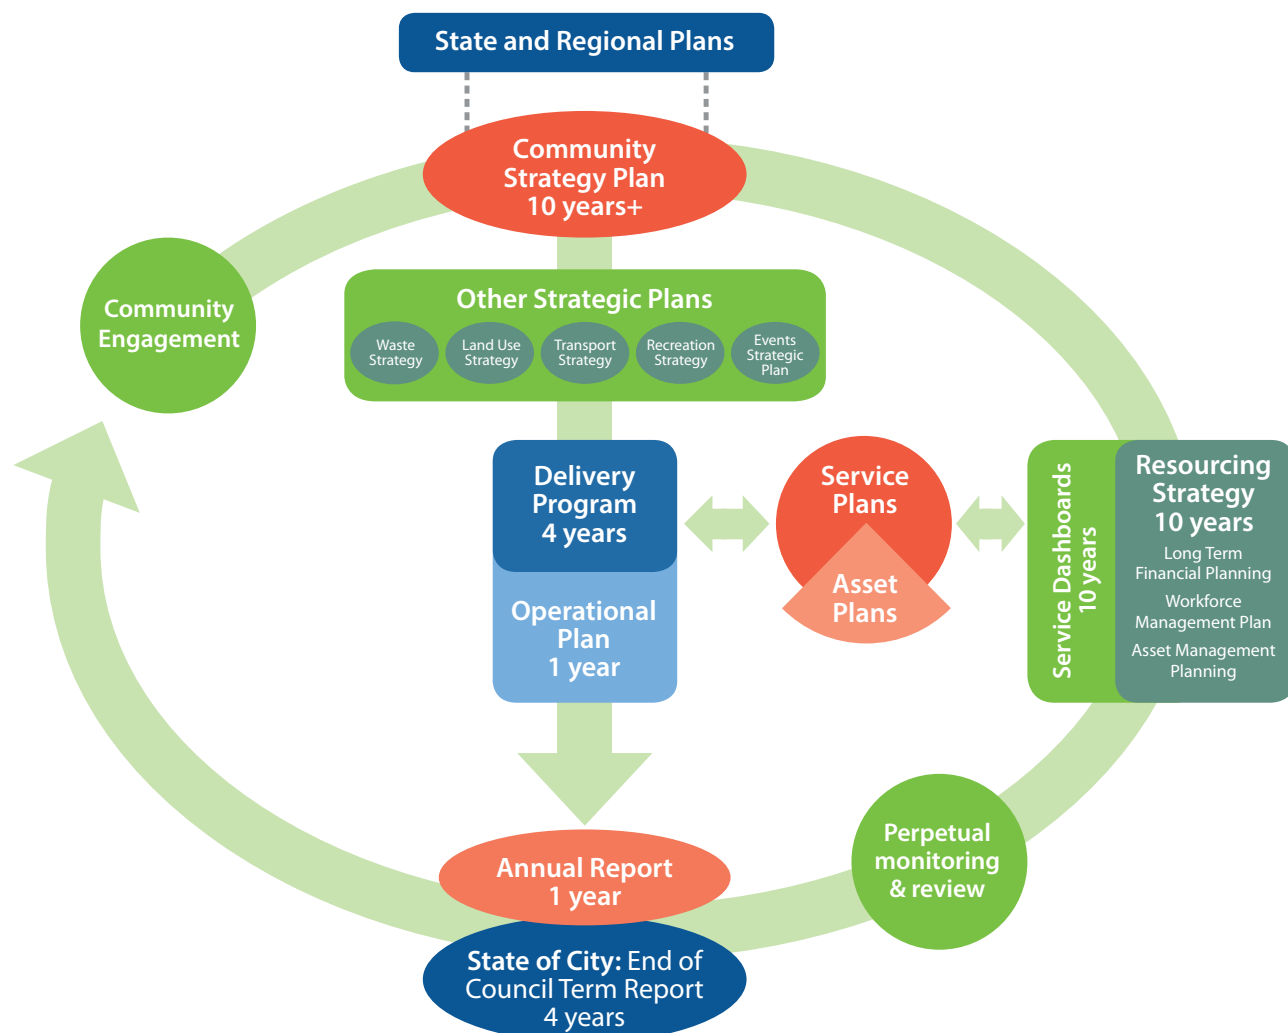 State and Regional Plans
Community
Strategy Plan
10 years+
Community
Engagement
Other Strategic Plans
Waste
Strategy
Land Use
Strategy
Transport
Strategy
Recreation
Strategy
Events
Strategic
Plan
Delivery
Program
4 years
Operational
Plan
1 year
Service
Plans
Asset
Plans
Service Dashboards
10 years
Resourcing
Strategy
10 years
Long Term
Financial Planning
Workforce
Management Plan
Asset Management
Planning
Perpetual
monitoring
& review
Annual Report
1 year
State of City: End of
Council Term Report
4 years